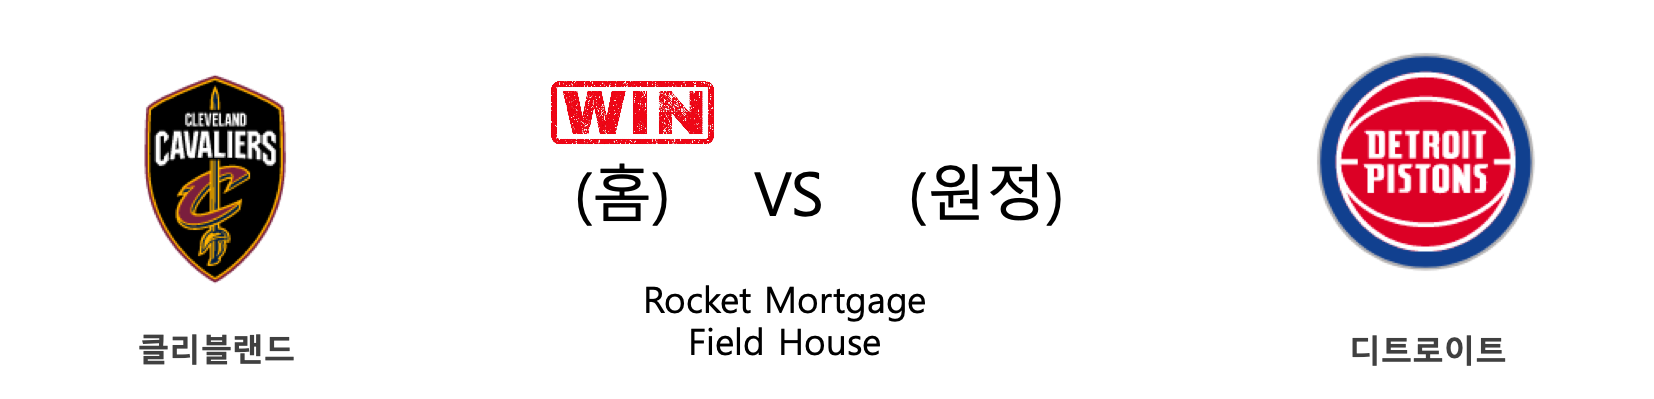 CLEVELAND
CAVALIERS
클리블랜드
WIN
(홈) VS (원정)
Rocket Mortgage
Field House
DETROIT
PISTONS
디트로이트